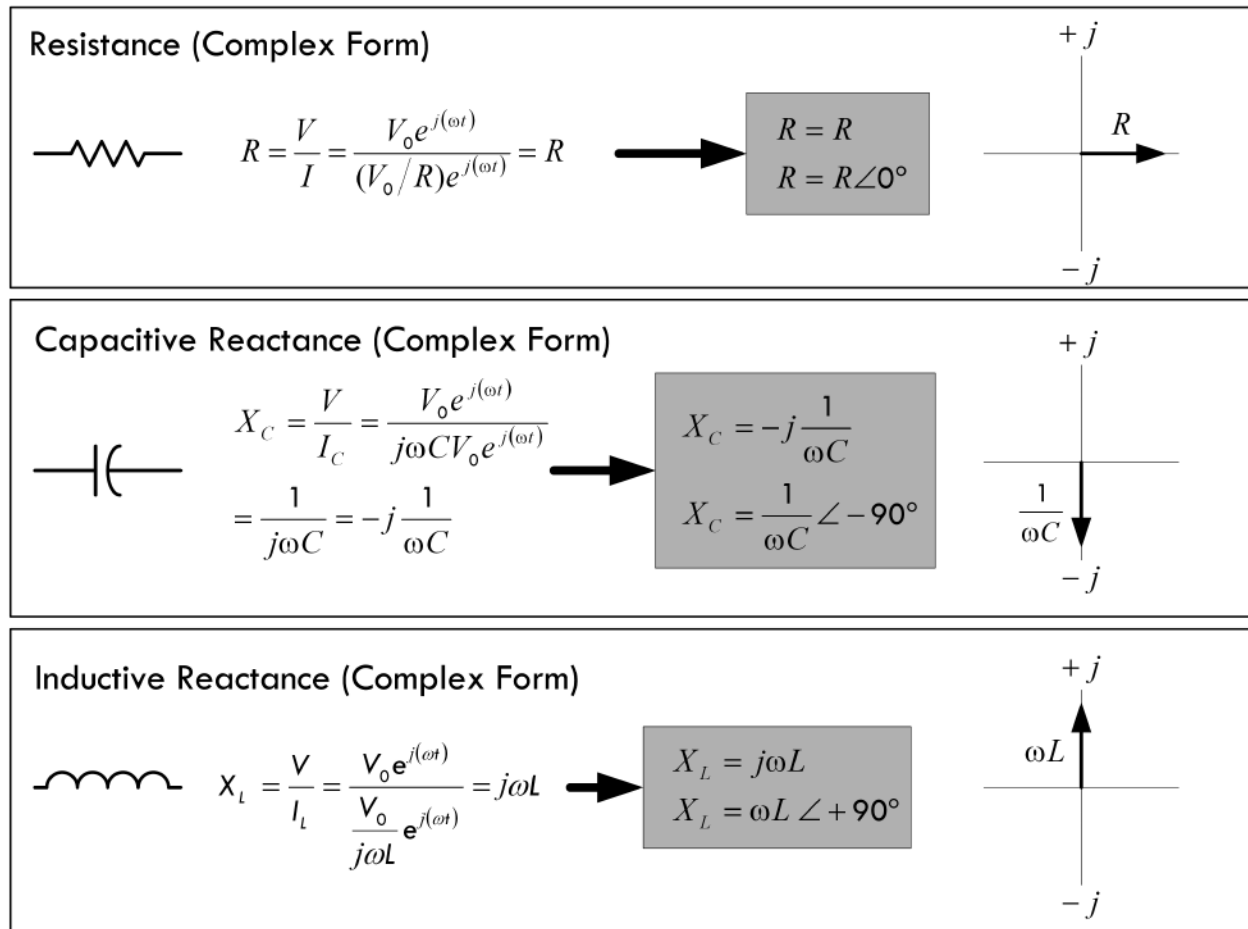 Resistance (Complex Form)
R = V/I = V₀e^{j(ωt)}/((V₀/R)e^{j(ωt)}) = R
R = R
R = R∠0°
+j
R
−j
Capacitive Reactance (Complex Form)
X_C = V/I_C = V₀e^{j(ωt)}/(jωCV₀e^{j(ωt)})
= 1/(jωC) = −j 1/(ωC)
X_C = −j 1/(ωC)
X_C = 1/(ωC) ∠−90°
+j
1/(ωC)
−j
Inductive Reactance (Complex Form)
X_L = V/I_L = V₀e^{j(ωt)}/((V₀/(jωL))e^{j(ωt)}) = jωL
X_L = jωL
X_L = ωL ∠+90°
+j
ωL
−j